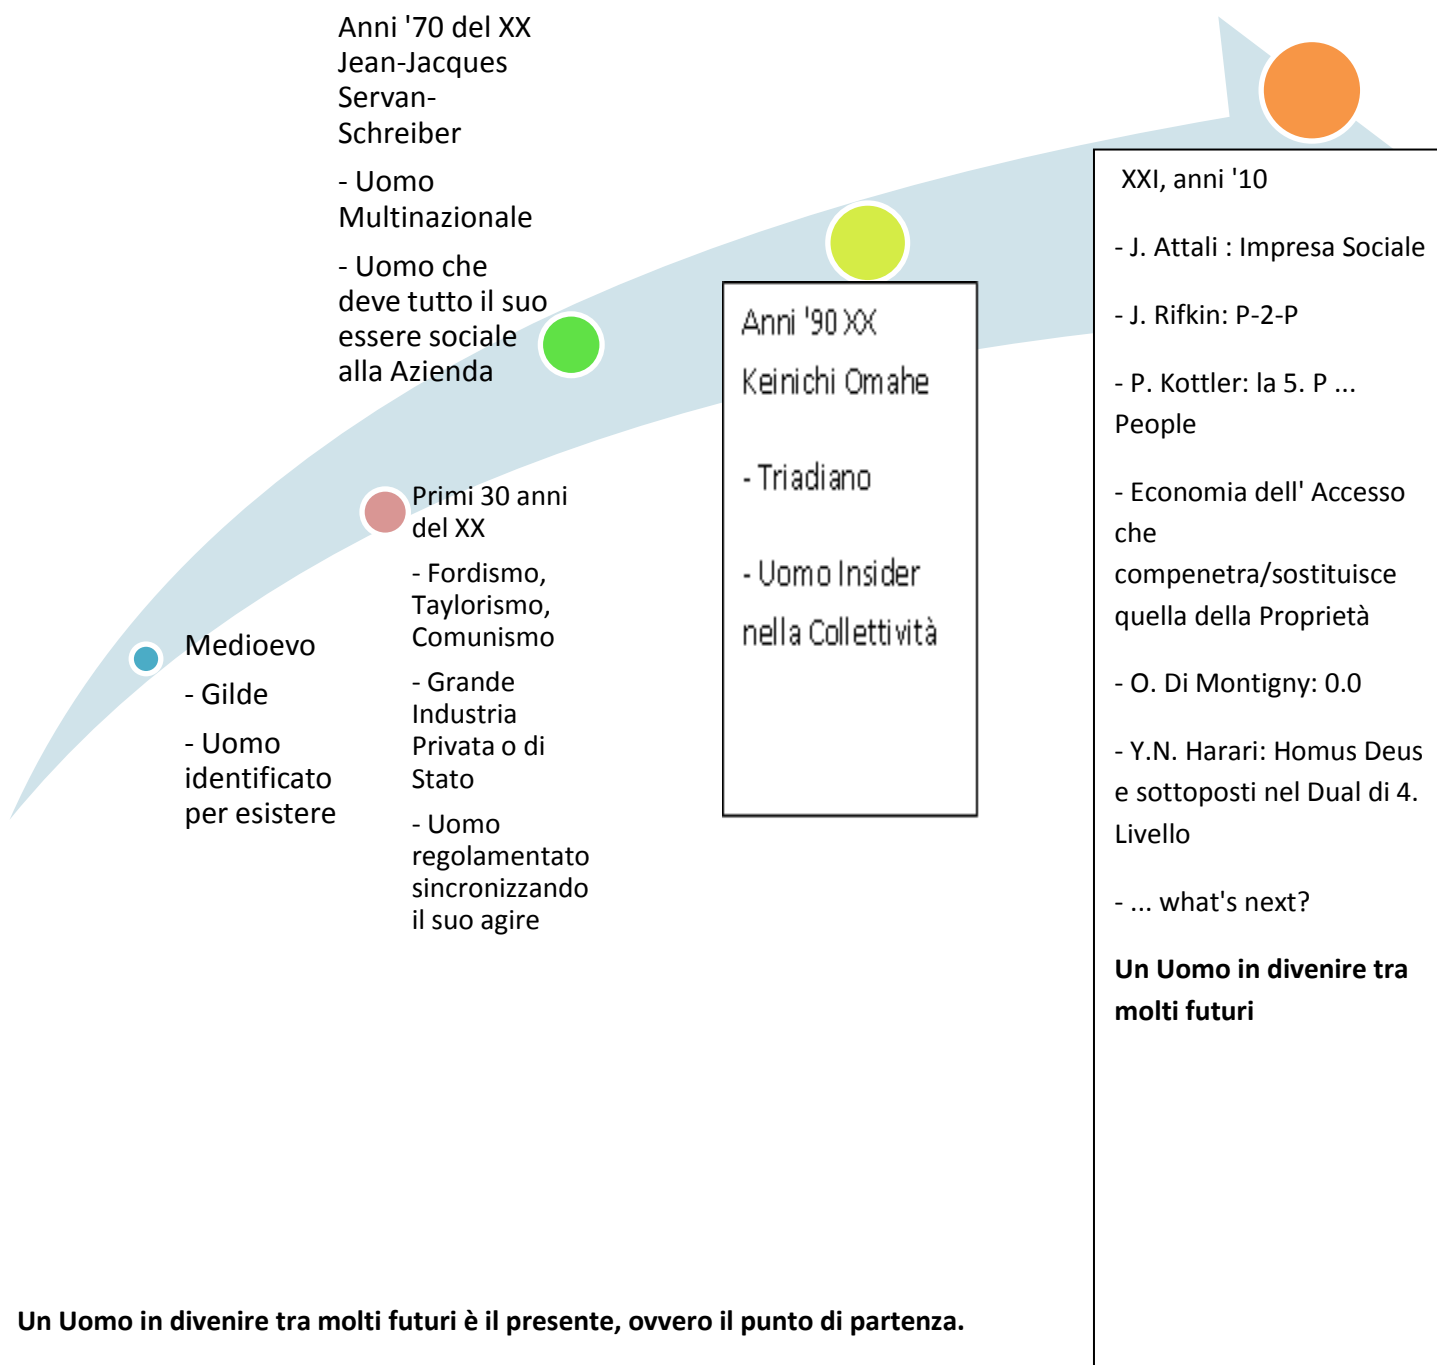 Anni '70 del XX
Jean-Jacques
Servan-
Schreiber
- Uomo
Multinazionale
- Uomo che
deve tutto il suo
essere sociale
alla Azienda
Medioevo
- Gilde
- Uomo
identificato
per esistere
Primi 30 anni
del XX
- Fordismo,
Taylorismo,
Comunismo
- Grande
Industria
Privata o di
Stato
- Uomo
regolamentato
sincronizzando
il suo agire
Anni '90 XX
Keinichi Omahe
- Triadiano
- Uomo Insider
nella Collettività
XXI, anni '10
- J. Attali : Impresa Sociale
- J. Rifkin: P-2-P
- P. Kottler: la 5. P ...
People
- Economia dell' Accesso
che
compenetra/sostituisce
quella della Proprietà
- O. Di Montigny: 0.0
- Y.N. Harari: Homus Deus
e sottoposti nel Dual di 4.
Livello
- ... what's next?
Un Uomo in divenire tra
molti futuri
Un Uomo in divenire tra molti futuri è il presente, ovvero il punto di partenza.